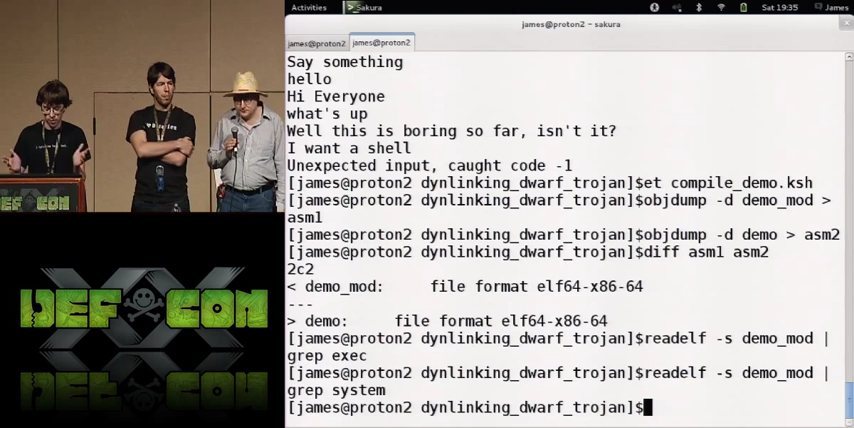 Activities
Sakura
Sat 19:35
James
james@proton2 – sakura
james@proton2
james@proton2
Say something
hello
Hi Everyone
what's up
Well this is boring so far, isn't it?
I want a shell
Unexpected input, caught code -1
[james@proton2 dynlinking_dwarf_trojan]$et compile_demo.ksh
[james@proton2 dynlinking_dwarf_trojan]$objdump -d demo_mod >
asm1
[james@proton2 dynlinking_dwarf_trojan]$objdump -d demo > asm2
[james@proton2 dynlinking_dwarf_trojan]$diff asm1 asm2
2c2
< demo_mod:     file format elf64-x86-64
---
> demo:     file format elf64-x86-64
[james@proton2 dynlinking_dwarf_trojan]$readelf -s demo_mod |
grep exec
[james@proton2 dynlinking_dwarf_trojan]$readelf -s demo_mod |
grep system
[james@proton2 dynlinking_dwarf_trojan]$
DEF CON
XX